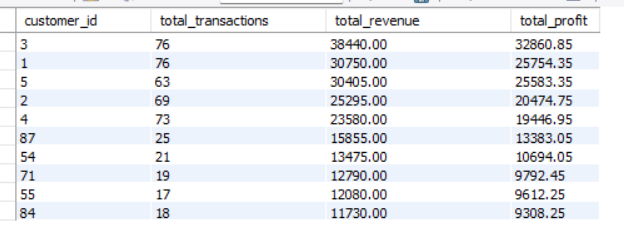 customer_id total_transactions total_revenue total_profit
3 76 38440.00 32860.85
1 76 30750.00 25754.35
5 63 30405.00 25583.35
2 69 25295.00 20474.75
4 73 23580.00 19446.95
87 25 15855.00 13383.05
54 21 13475.00 10694.05
71 19 12790.00 9792.45
55 17 12080.00 9612.25
84 18 11730.00 9308.25